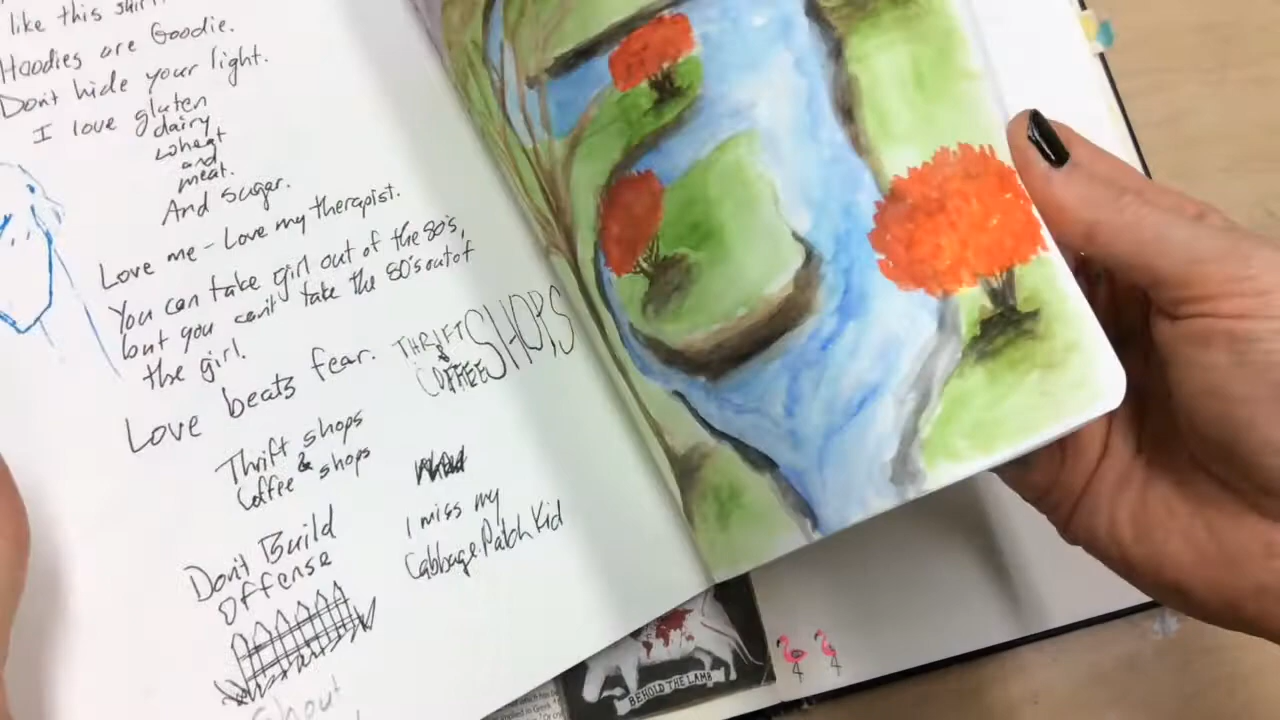 like this shirt
Hoodies are Goodie.
Don't hide your light.
I love gluten
dairy
wheat
and
meat.
And sugar.
Love me - Love my therapist.
You can take girl out of the 80's,
but you can't take the 80's out of
the girl.
Love beats fear.
THRIFT
&
COFFEE SHOPS
Thrift shops
&
Coffee shops
I miss my
Cabbage Patch Kid
Don't Build
offense
Shout
BEHOLD THE LAMB